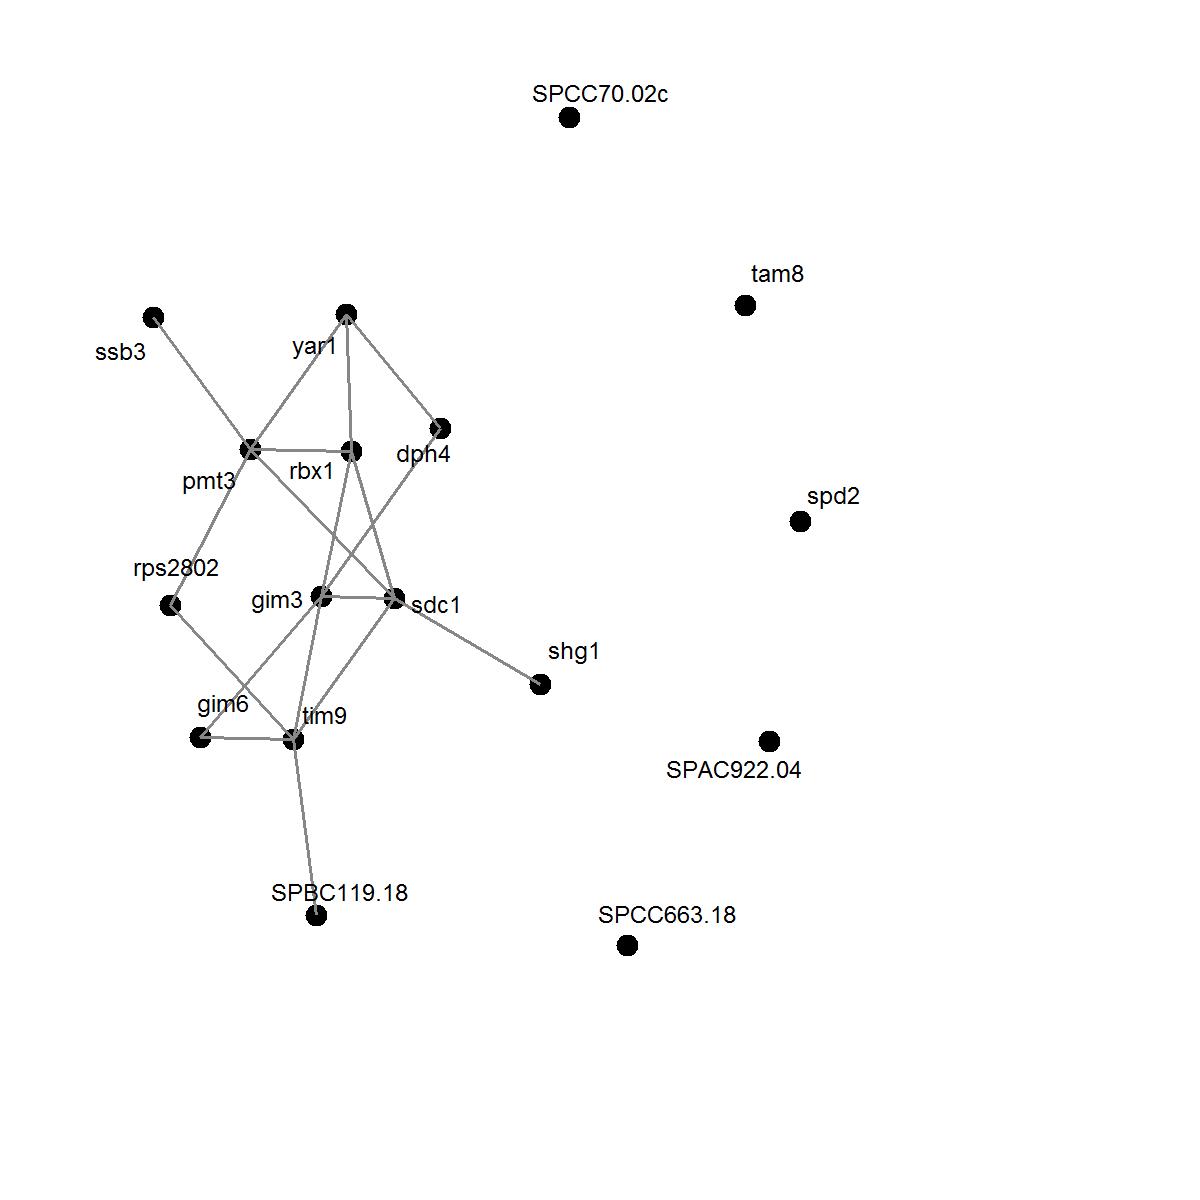 SPCC70.02c
tam8
ssb3
yar1
dph4
rbx1
pmt3
spd2
rps2802
gim3
sdc1
shg1
gim6
tim9
SPAC922.04
SPBC119.18
SPCC663.18